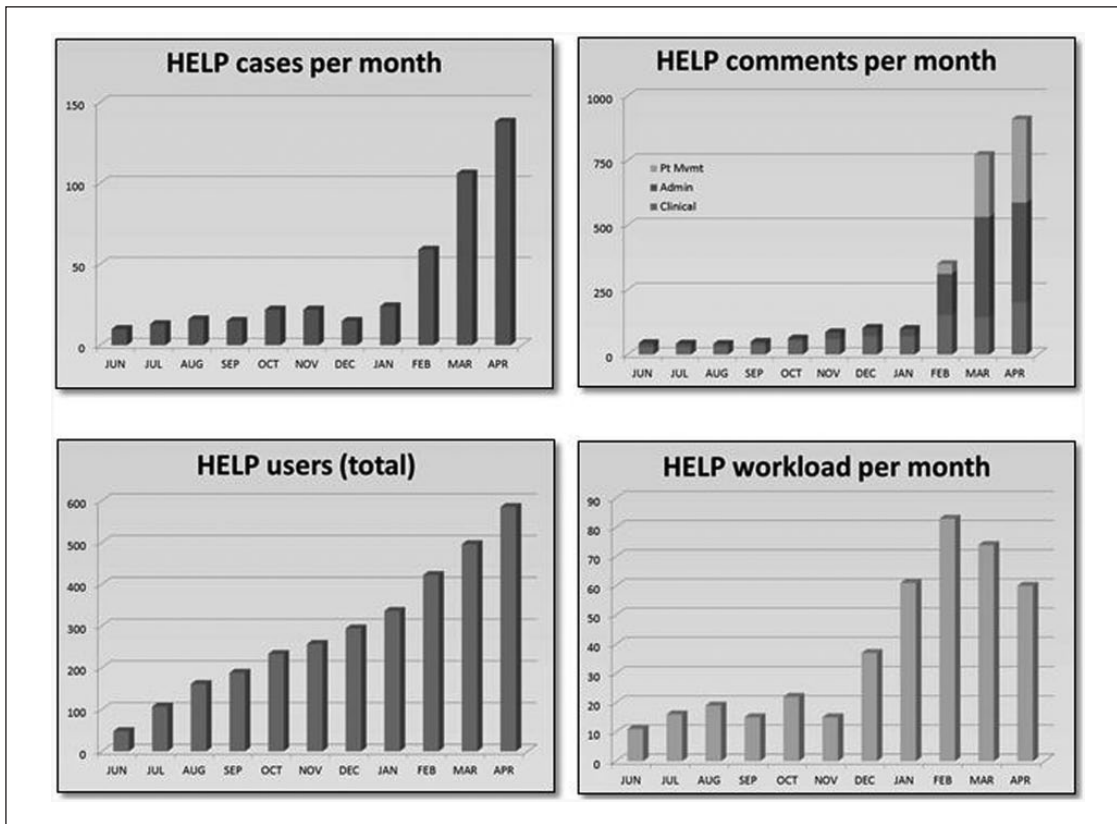 HELP cases per month
150
100
50
0
JUN JUL AUG SEP OCT NOV DEC JAN FEB MAR APR
HELP comments per month
1000
750
500
250
0
Pt Mvmt
Admin
Clinical
JUN JUL AUG SEP OCT NOV DEC JAN FEB MAR APR
HELP users (total)
600
500
400
300
200
100
0
JUN JUL AUG SEP OCT NOV DEC JAN FEB MAR APR
HELP workload per month
90
80
70
60
50
40
30
20
10
0
JUN JUL AUG SEP OCT NOV DEC JAN FEB MAR APR